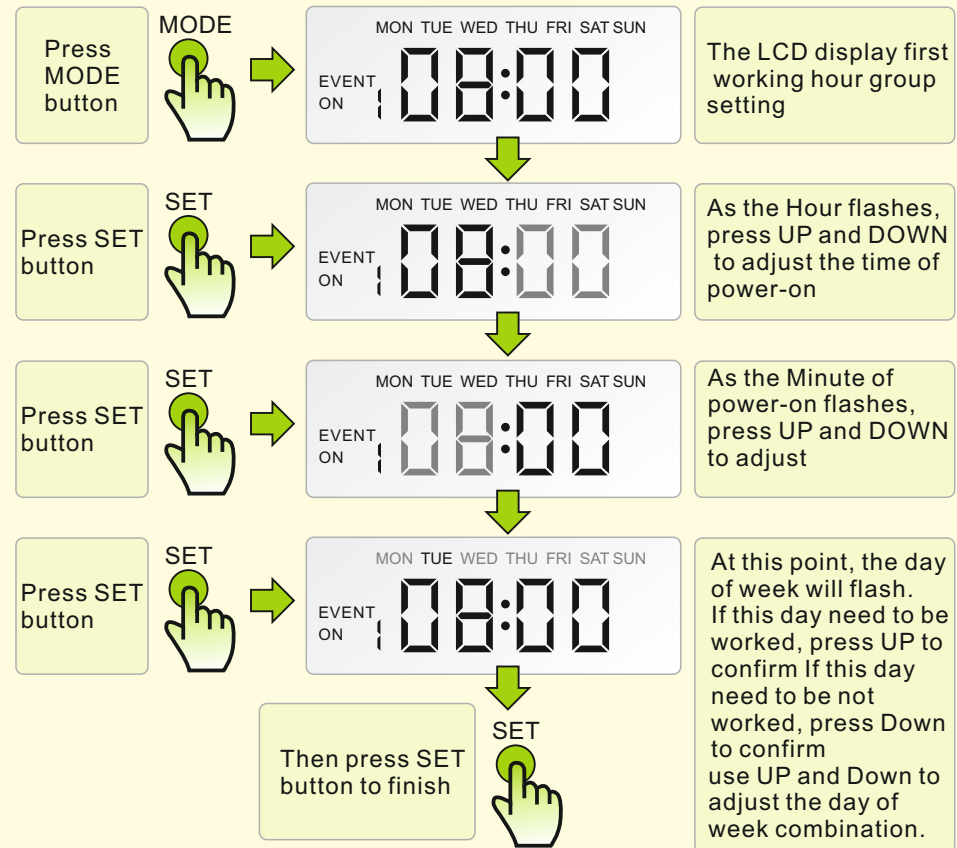 Press
MODE
button
MODE
MON TUE WED THU FRI SAT SUN
EVENT
ON
1 08:00
The LCD display first
working hour group
setting
Press SET
button
SET
MON TUE WED THU FRI SAT SUN
EVENT
ON
1 08:00
As the Hour flashes,
press UP and DOWN
to adjust the time of
power-on
Press SET
button
SET
MON TUE WED THU FRI SAT SUN
EVENT
ON
1 08:00
As the Minute of
power-on flashes,
press UP and DOWN
to adjust
Press SET
button
SET
MON TUE WED THU FRI SAT SUN
EVENT
ON
1 08:00
At this point, the day
of week will flash.
If this day need to be
worked, press UP to
confirm If this day
need to be not
worked, press Down
to confirm
use UP and Down to
adjust the day of
week combination.
Then press SET
button to finish
SET